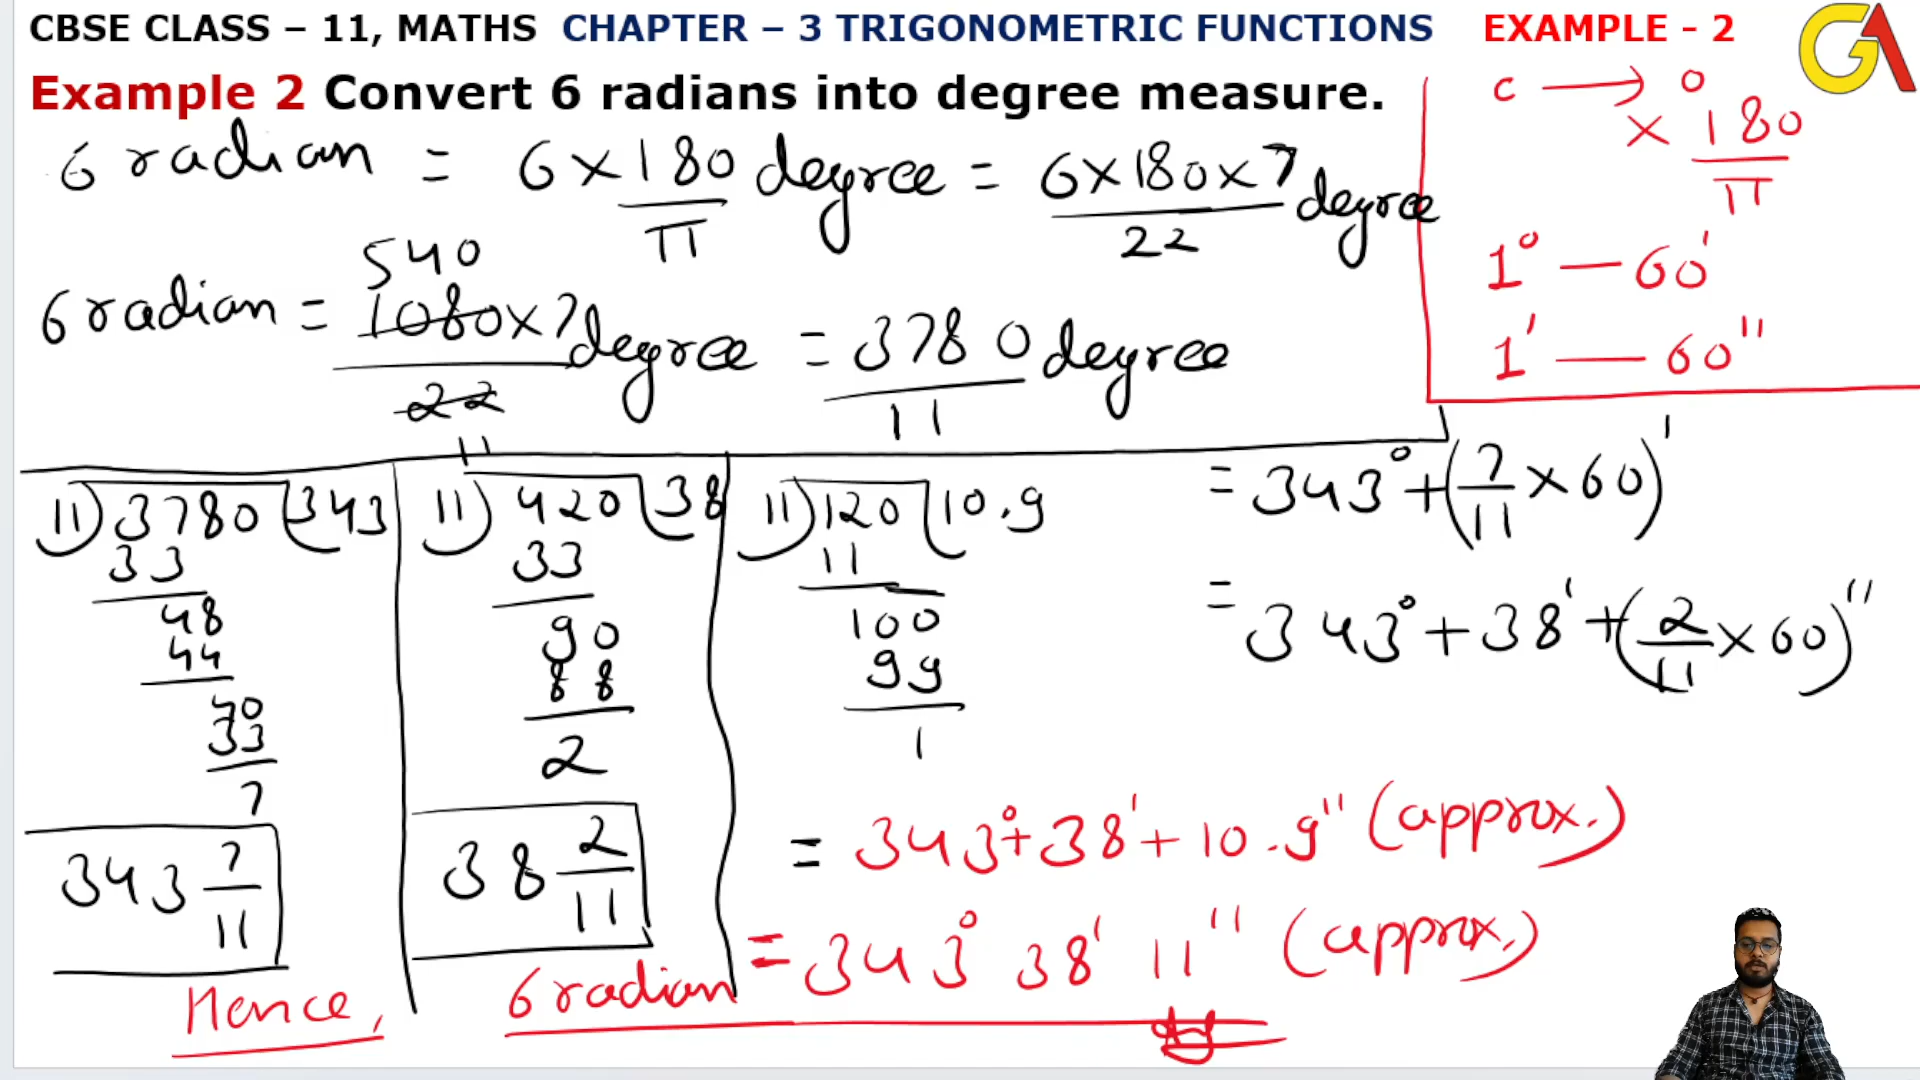 CBSE CLASS – 11, MATHS CHAPTER – 3 TRIGONOMETRIC FUNCTIONS EXAMPLE - 2
GA
Example 2 Convert 6 radians into degree measure.
c → °
× 180/π
1° — 60'
1' — 60"
6 radian = 6 × 180/π degree = 6×180×7/22 degree
540
6 radian = 1080×7/22 degree = 3780/11 degree
11
11) 3780 (343
33
48
44
40
33
7
343 7/11
11) 420 (38
33
90
88
2
38 2/11
11) 120 (10.9
11
100
99
1
= 343° + (7/11 × 60)'
= 343° + 38' + (2/11 × 60)"
= 343° + 38' + 10.9" (approx.)
Hence, 6 radian = 343° 38' 11" (approx.)